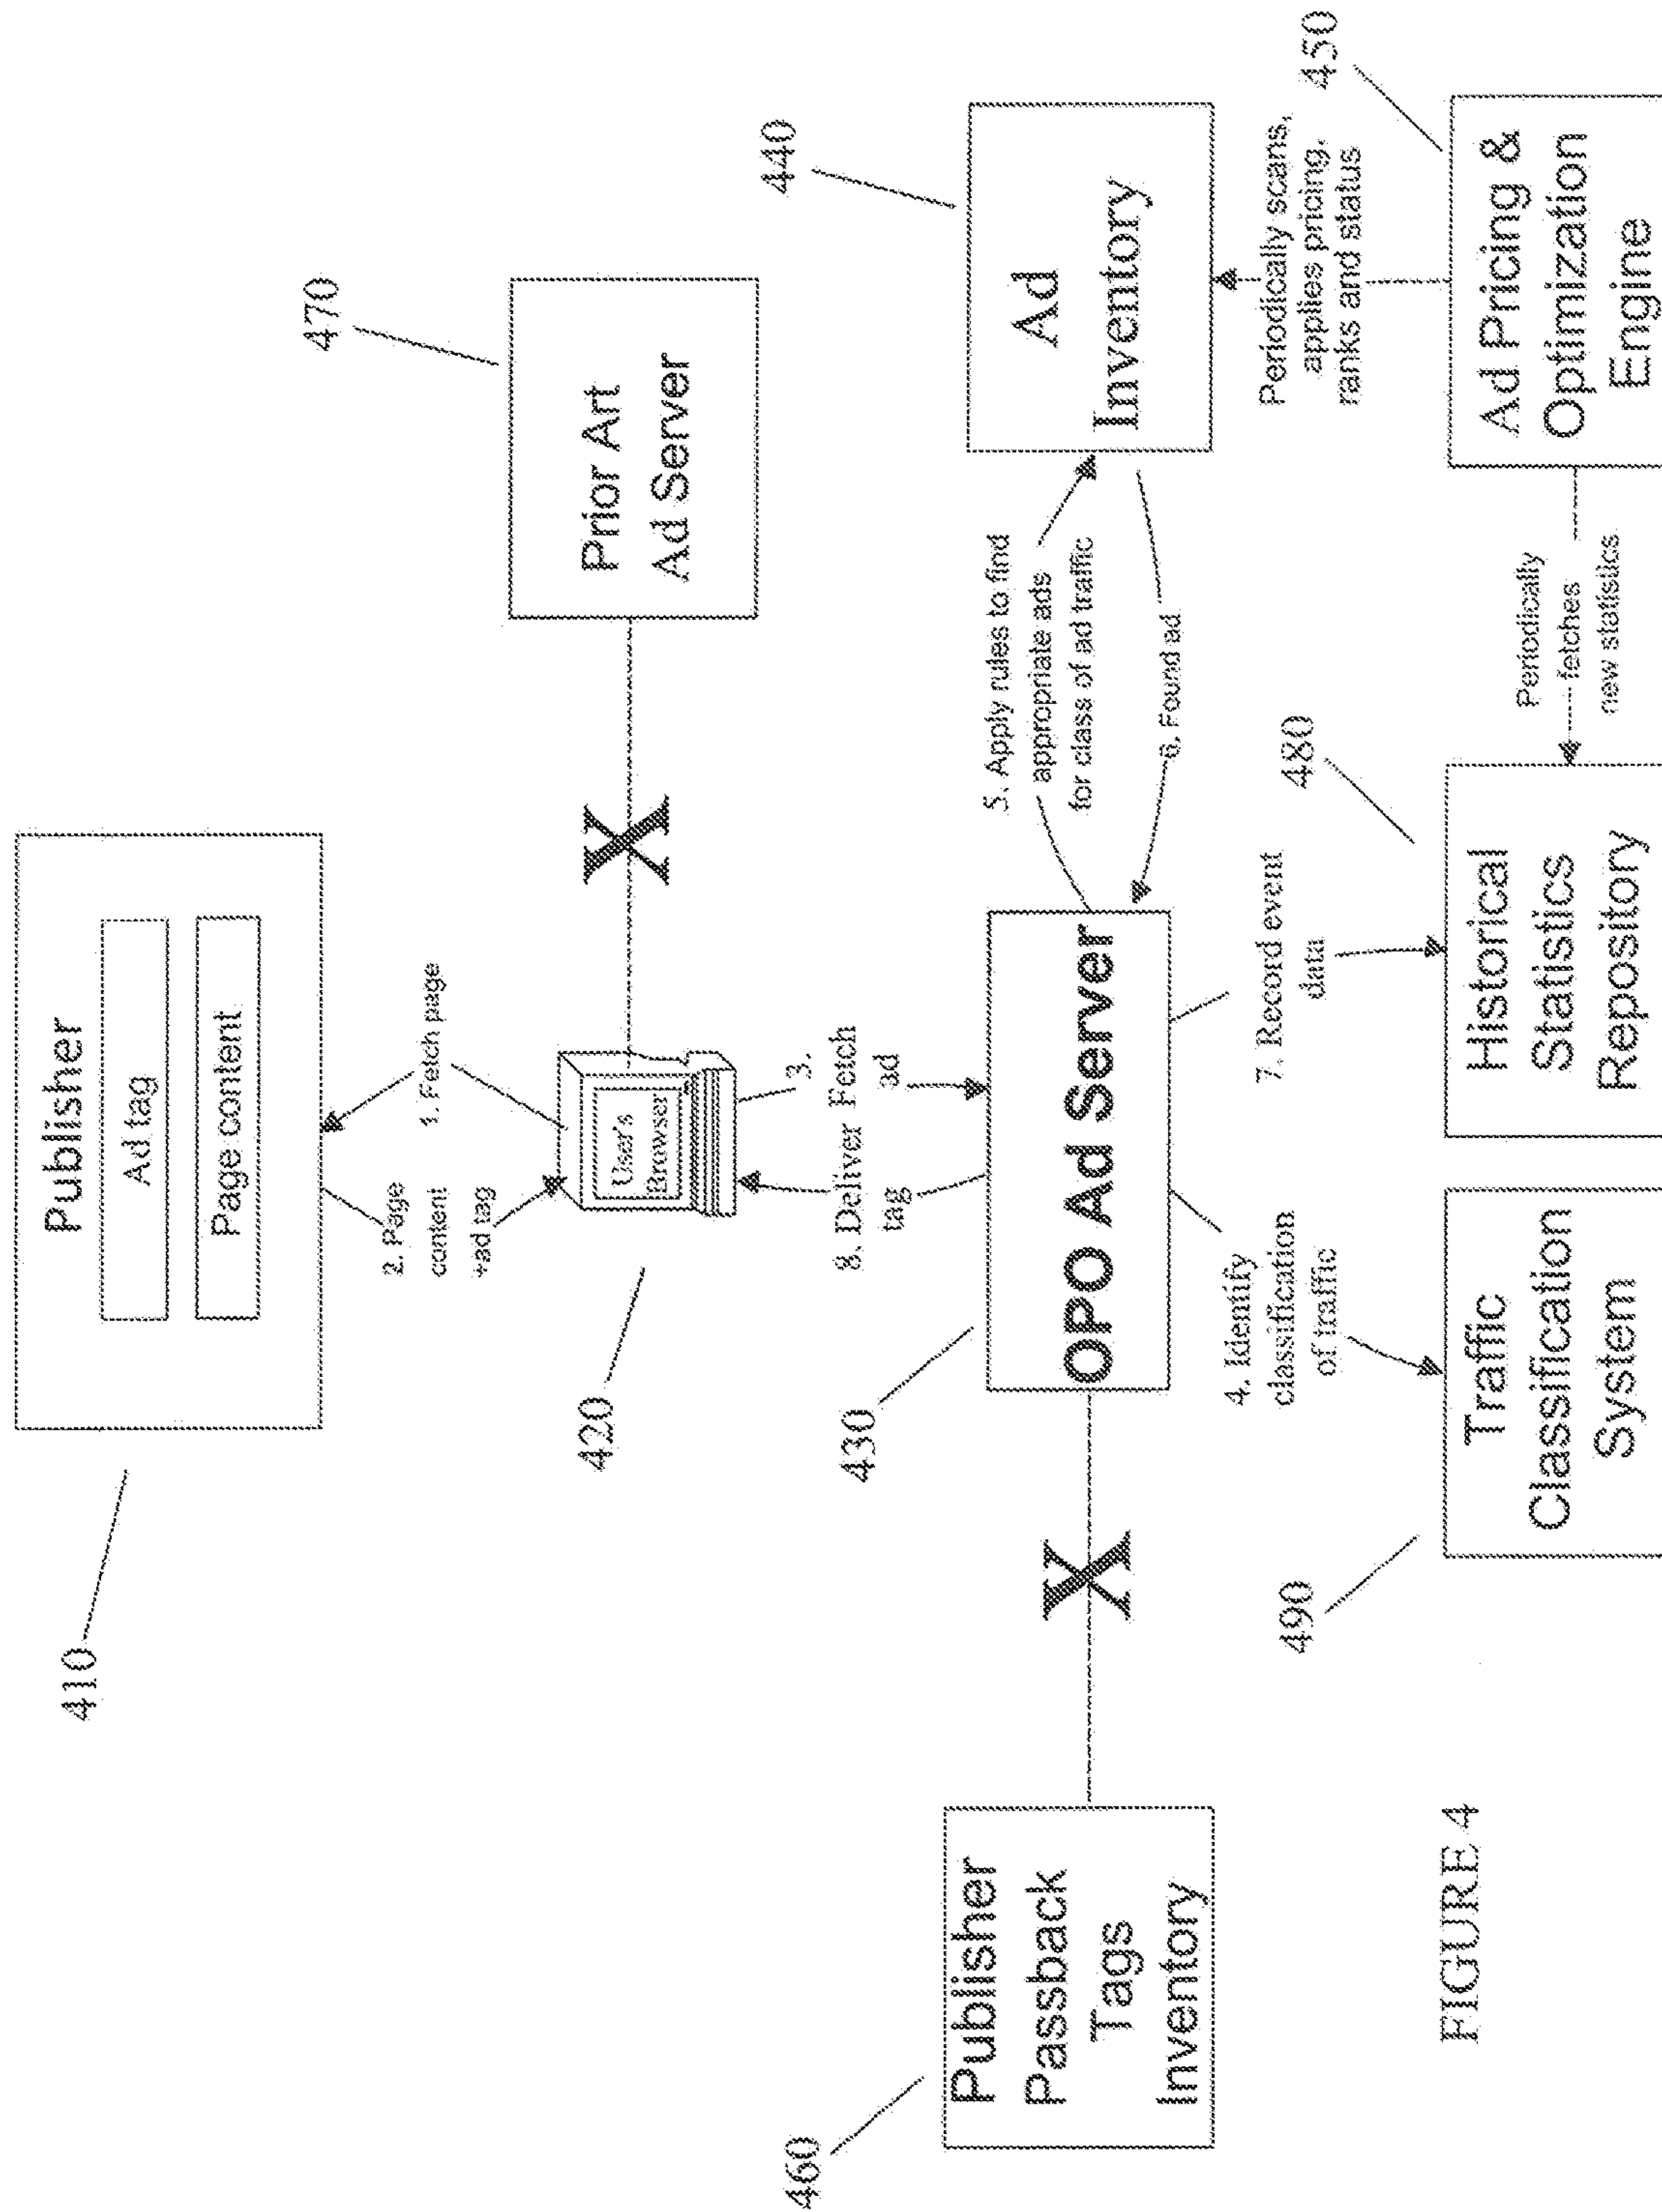 410
Publisher
Ad tag
Page content
2. Page
content
+ad tag
1. Fetch page
420
User's
Browser
X
Prior Art
Ad Server
470
8. Deliver
tag
3.
Fetch
ad
460
Publisher
Passback
Tags
Inventory
X
430
OPO Ad Server
5. Apply rules to find
appropriate ads
for class of ad traffic
6. Found ad
440
Ad
Inventory
4. Identify
classification
of traffic
7. Record event
data
Periodically scans,
applies pricing,
ranks and status
490
Traffic
Classification
System
480
Historical
Statistics
Repository
Periodically
fetches
new statistics
450
Ad Pricing &
Optimization
Engine
FIGURE 4